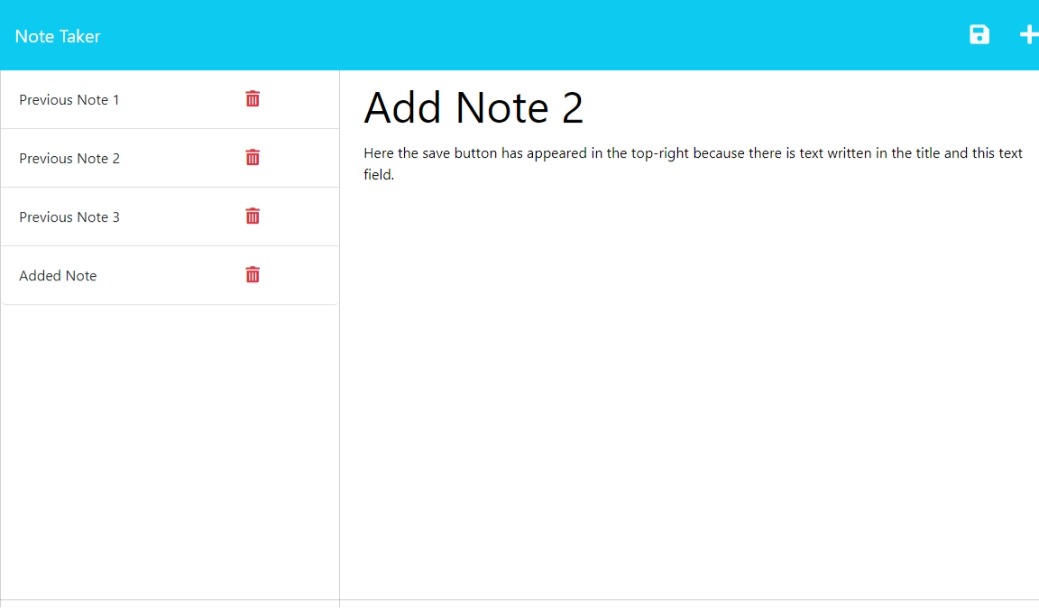 Note Taker
Previous Note 1
Previous Note 2
Previous Note 3
Added Note
Add Note 2
Here the save button has appeared in the top-right because there is text written in the title and this text
field.